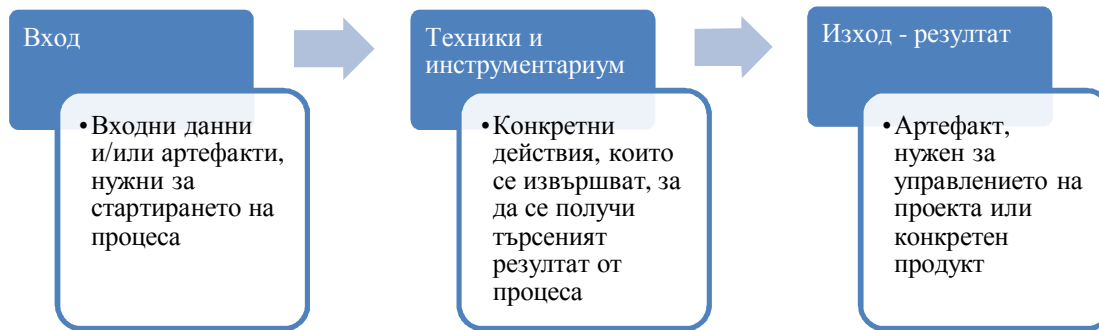 Вход
•Входни данни
и/или артефакти,
нужни за
стартирането на
процеса
Техники и
инструментариум
•Конкретни
действия, които
се извършват, за
да се получи
търсеният
резултат от
процеса
Изход - резултат
•Артефакт,
нужен за
управлението на
проекта или
конкретен
продукт